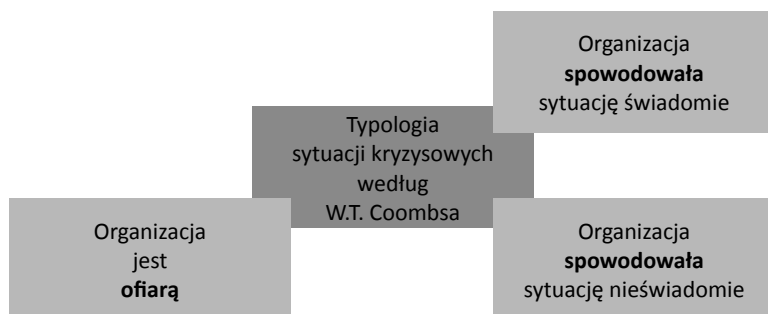 Organizacja
spowodowała
sytuację świadomie
Typologia
sytuacji kryzysowych
według
W.T. Coombsa
Organizacja
jest
ofiarą
Organizacja
spowodowała
sytuację nieświadomie